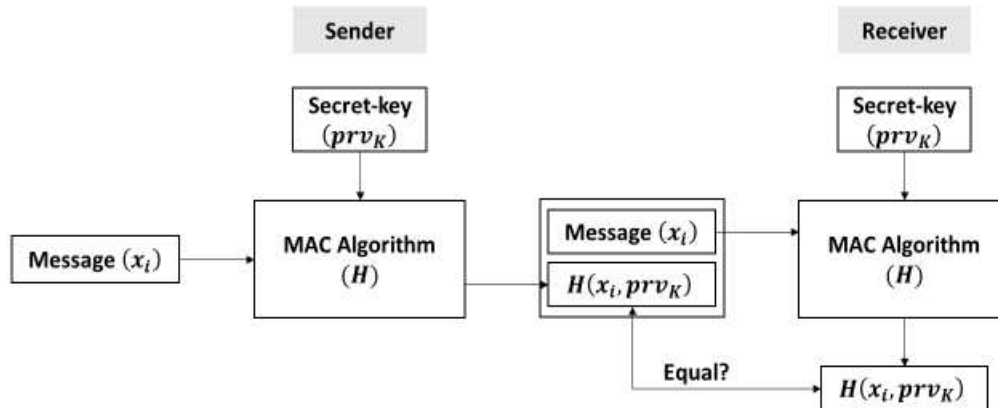 Sender
Receiver
Secret-key
(prv_K)
Secret-key
(prv_K)
Message (x_i)
MAC Algorithm
(H)
Message (x_i)
H(x_i, prv_K)
MAC Algorithm
(H)
Equal?
H(x_i, prv_K)